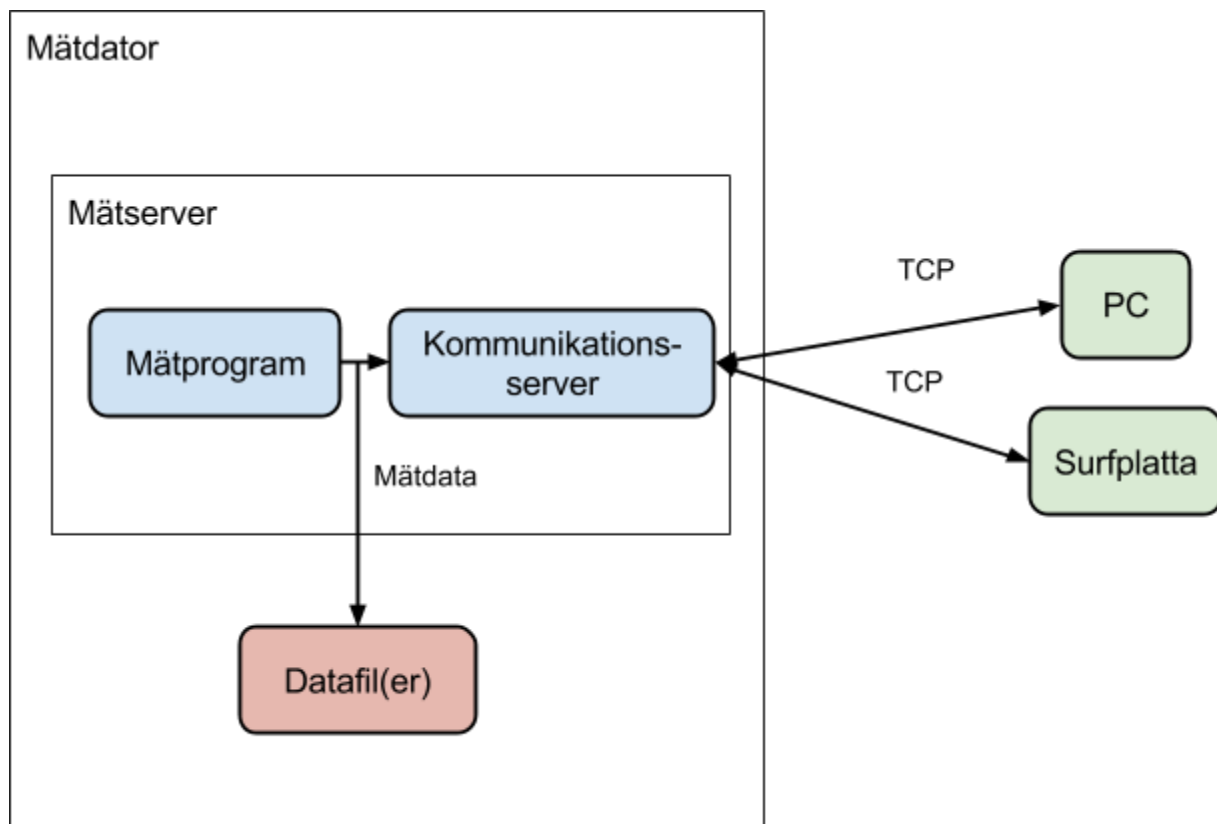 Mätdator
Mätserver
Mätprogram
Kommunikations-
server
Mätdata
Datafil(er)
TCP
PC
TCP
Surfplatta